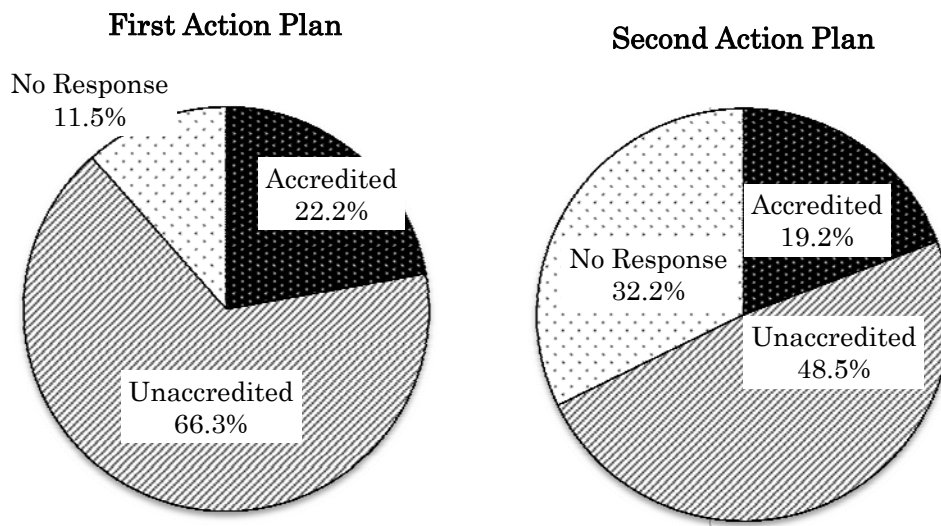 First Action Plan
No Response
11.5%
Accredited
22.2%
Unaccredited
66.3%
Second Action Plan
Accredited
19.2%
No Response
32.2%
Unaccredited
48.5%